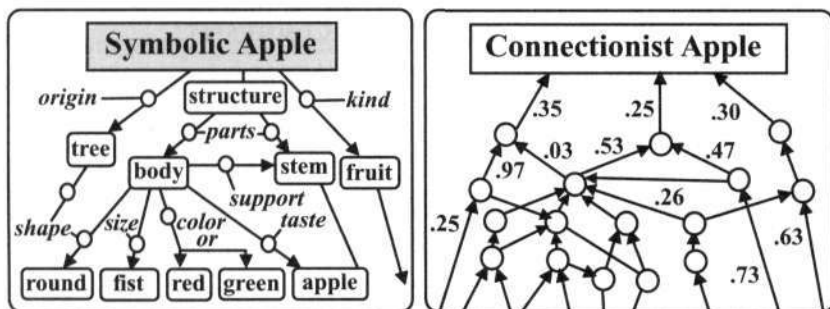 Symbolic Apple
origin
structure
kind
parts
tree
body
stem
fruit
support
shape
size
color
or
taste
round
fist
red
green
apple
Connectionist Apple
.35
.25
.30
.97
.03
.53
.47
.26
.25
.63
.73